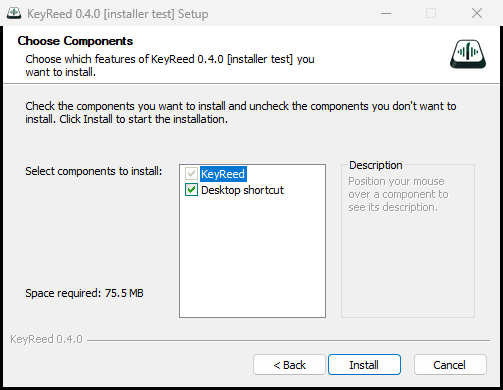 KeyReed 0.4.0 [installer test] Setup
Choose Components
Choose which features of KeyReed 0.4.0 [installer test] you
want to install.
Check the components you want to install and uncheck the components you don't want to
install. Click Install to start the installation.
Select components to install:
KeyReed
Desktop shortcut
Description
Position your mouse
over a component to
see its description.
Space required: 75.5 MB
KeyReed 0.4.0
< Back
Install
Cancel